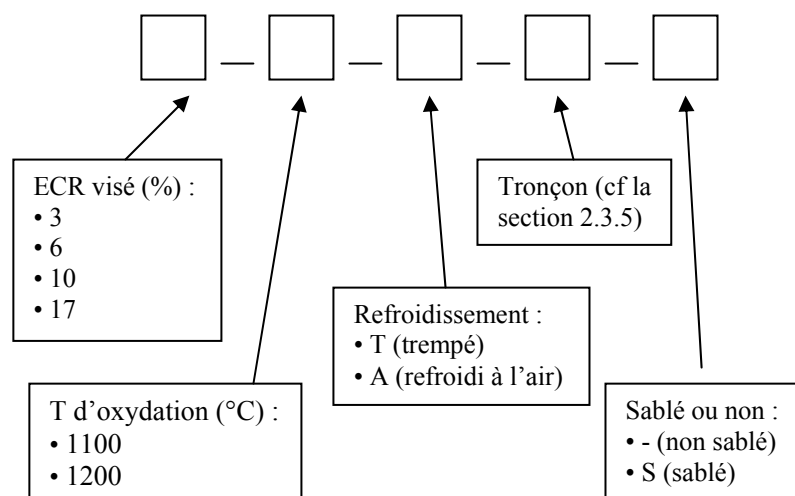 ECR visé (%) :
• 3
• 6
• 10
• 17
T d’oxydation (°C) :
• 1100
• 1200
Refroidissement :
• T (trempé)
• A (refroidi à l’air)
Tronçon (cf la
section 2.3.5)
Sablé ou non :
• - (non sablé)
• S (sablé)